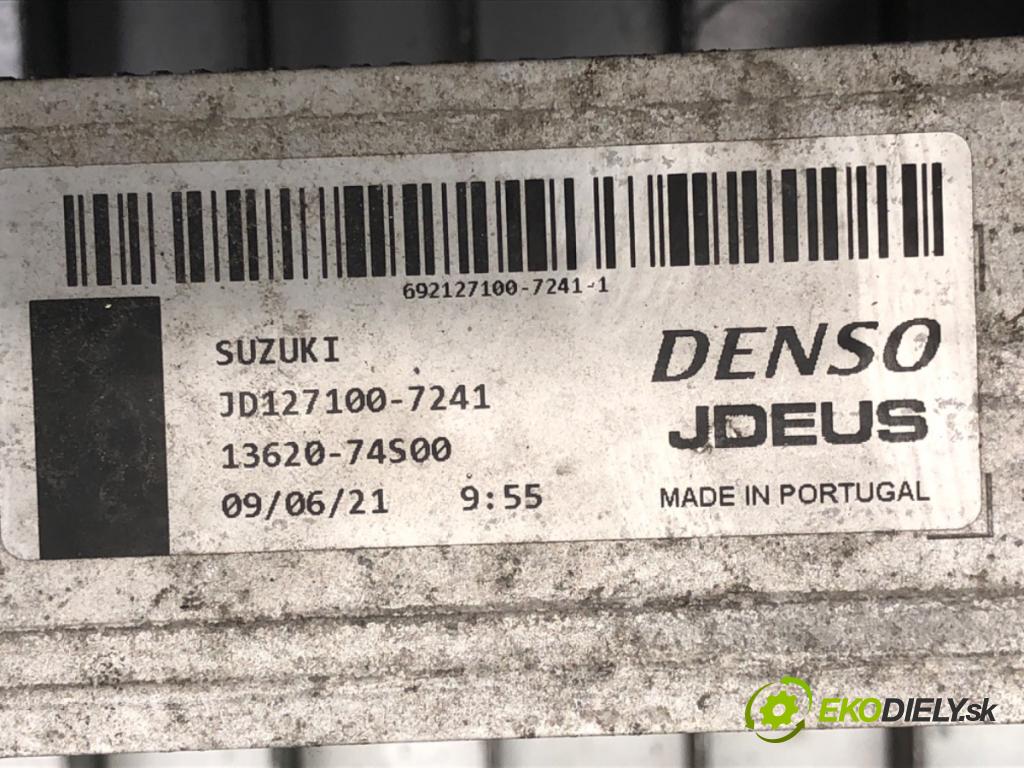 692127100-7241-1
SUZUKI
JD127100-7241
13620-74S00
09/06/21 9:55
DENSO
JDEUS
MADE IN PORTUGAL
EKODIELY.sk